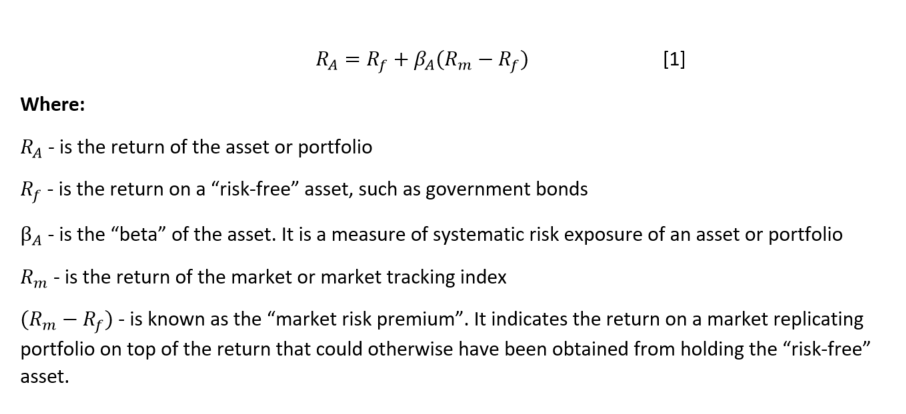 R_A = R_f + β_A(R_m − R_f) [1]
Where:
R_A - is the return of the asset or portfolio
R_f - is the return on a “risk-free” asset, such as government bonds
β_A - is the “beta” of the asset. It is a measure of systematic risk exposure of an asset or portfolio
R_m - is the return of the market or market tracking index
(R_m − R_f) - is known as the “market risk premium”. It indicates the return on a market replicating
portfolio on top of the return that could otherwise have been obtained from holding the “risk-free”
asset.